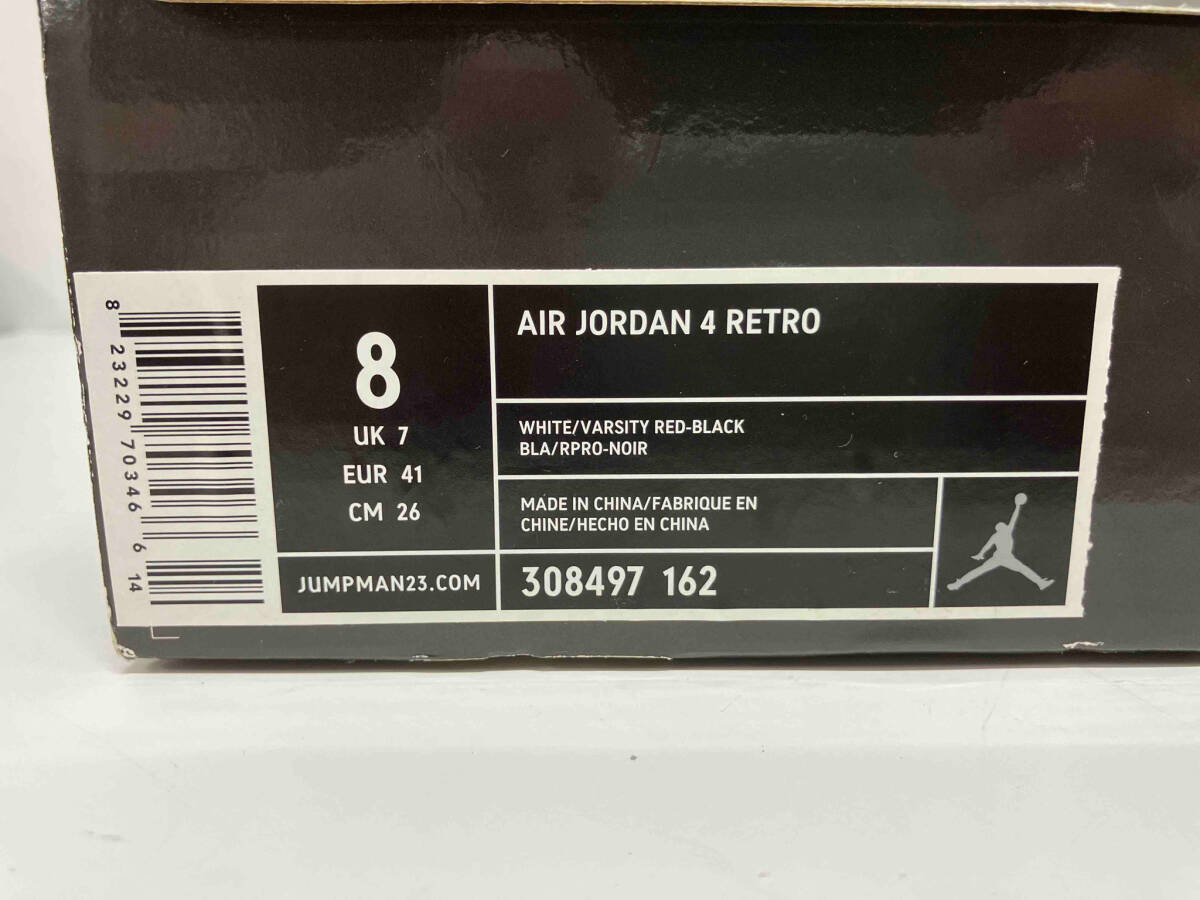 8 23229 70346 6 14
8
UK 7
EUR 41
CM 26
JUMPMAN23.COM
AIR JORDAN 4 RETRO
WHITE/VARSITY RED-BLACK
BLA/RPRO-NOIR
MADE IN CHINA/FABRIQUE EN
CHINE/HECHO EN CHINA
308497 162